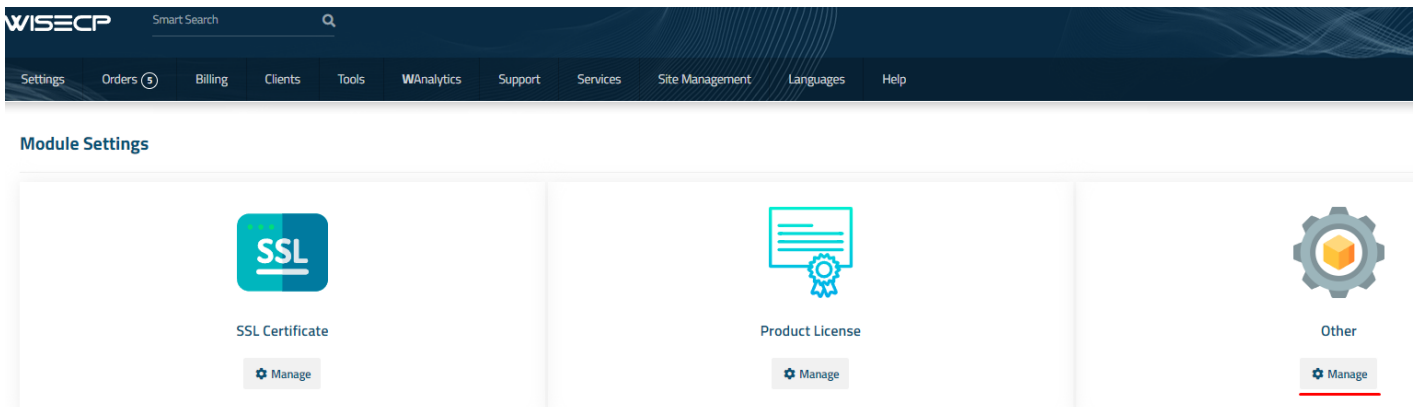 WISECP Smart Search
Settings Orders 5 Billing Clients Tools WAnalytics Support Services Site Management Languages Help
Module Settings
SSL
SSL Certificate Product License Other
Manage Manage Manage